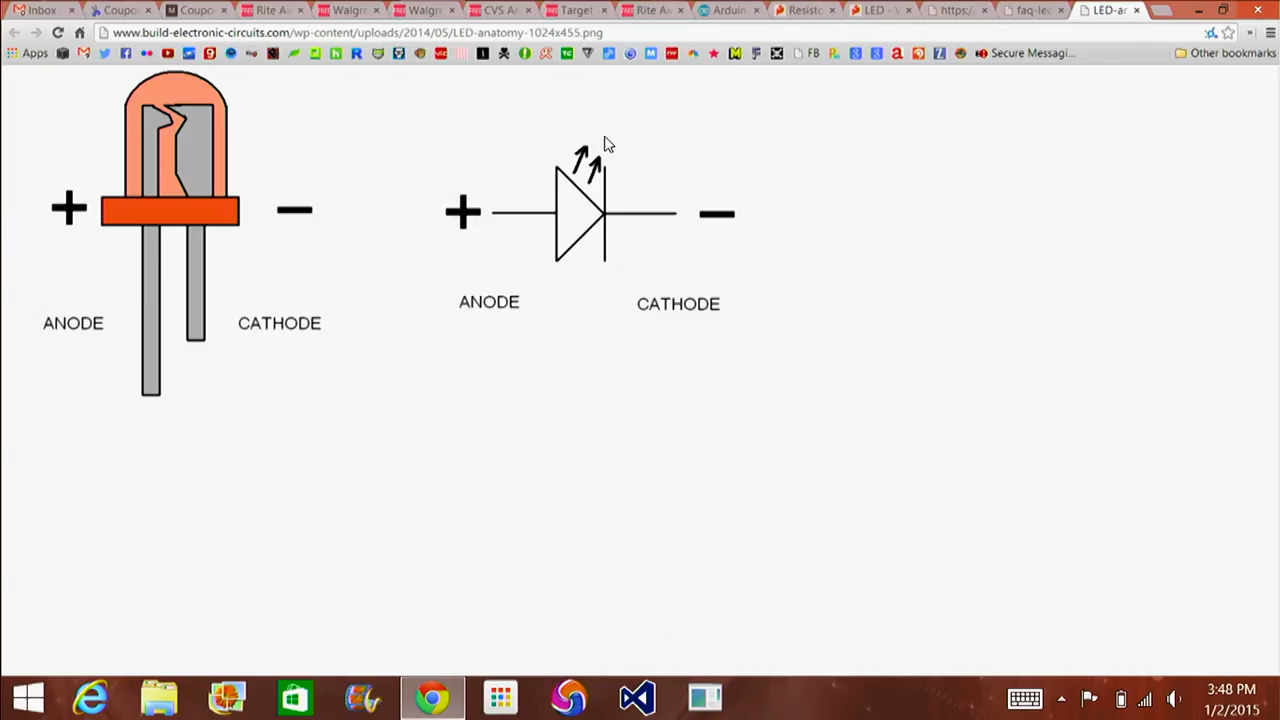 Inbox Coupo Coupo Rite Ai Walgre Walgre CVS Ac Target Rite Ai Arduin Resisto LED - V https:/ faq-lec LED-ar
www.build-electronic-circuits.com/wp-content/uploads/2014/05/LED-anatomy-1024x455.png
Apps FB Secure Messagi... Other bookmarks
+ − + −
ANODE CATHODE
ANODE CATHODE
3:48 PM
1/2/2015